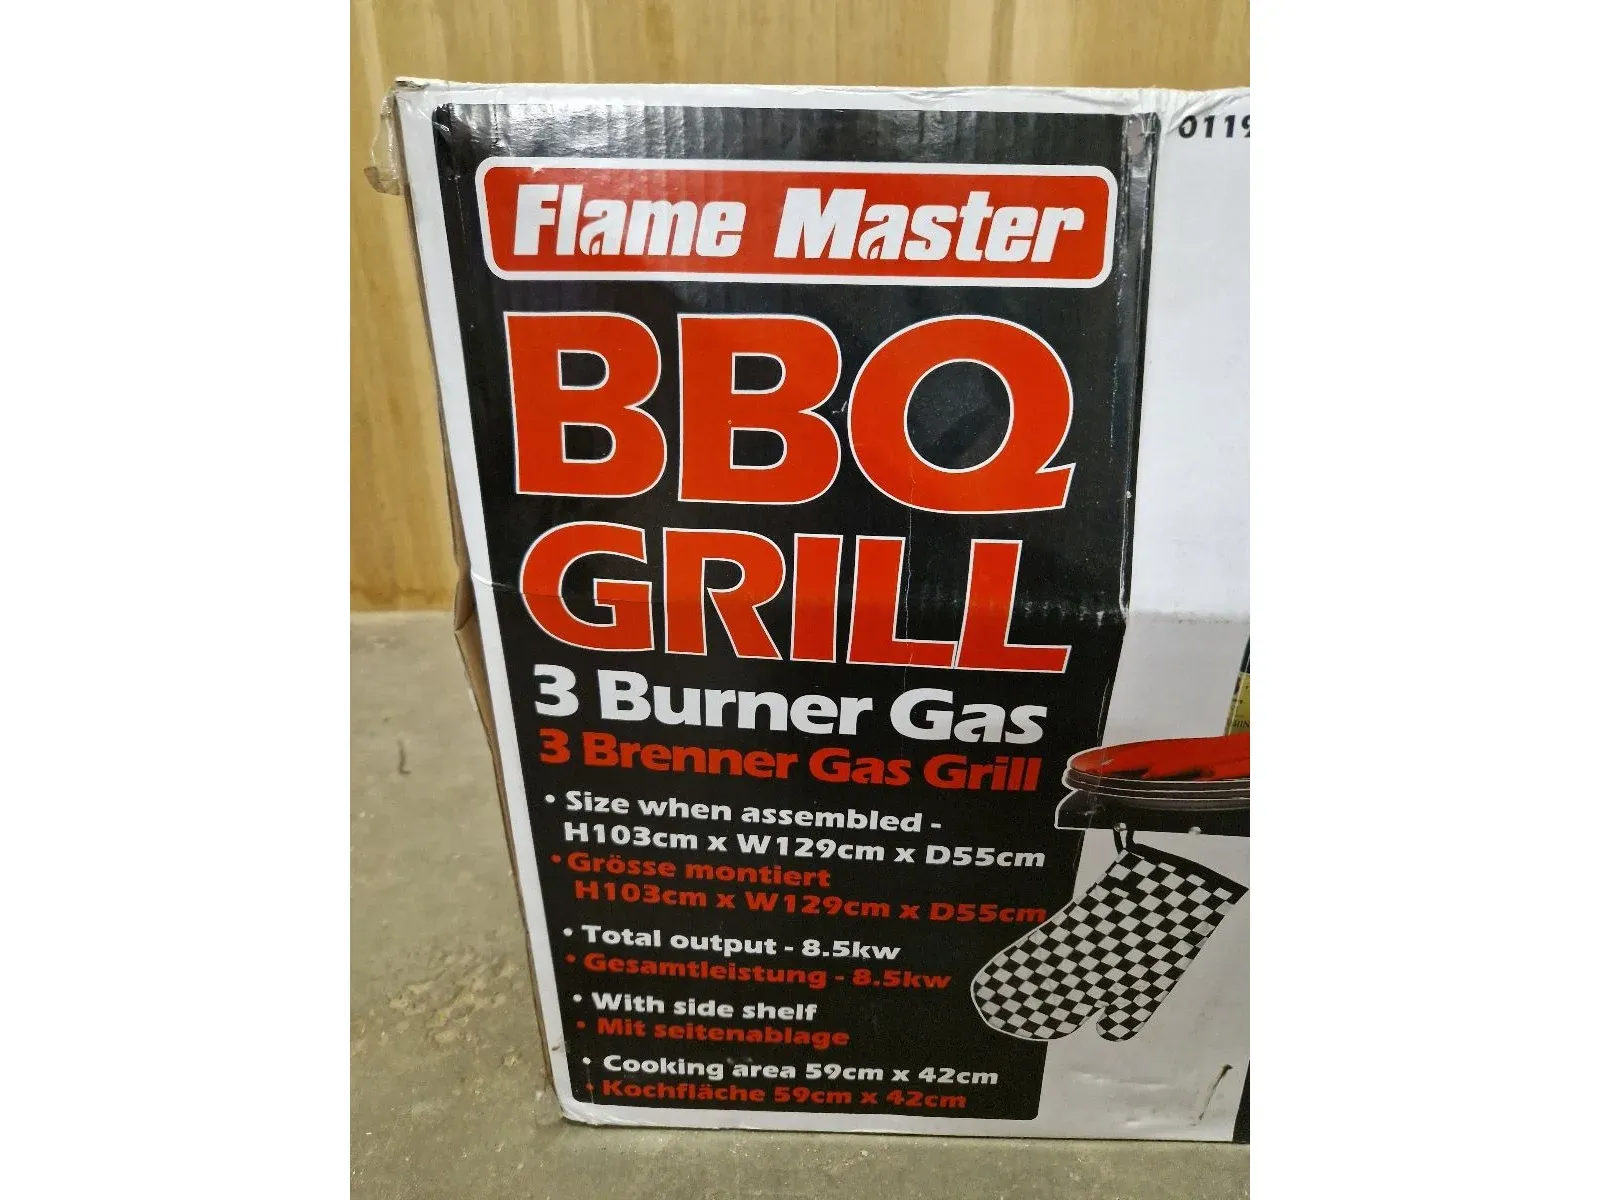 0119
Flame Master
BBQ
GRILL
3 Burner Gas
3 Brenner Gas Grill
• Size when assembled -
H103cm x W129cm x D55cm
• Grösse montiert
H103cm x W129cm x D55cm
• Total output - 8.5kw
• Gesamtleistung - 8.5kw
• With side shelf
• Mit seitenablage
• Cooking area 59cm x 42cm
• Kochfläche 59cm x 42cm